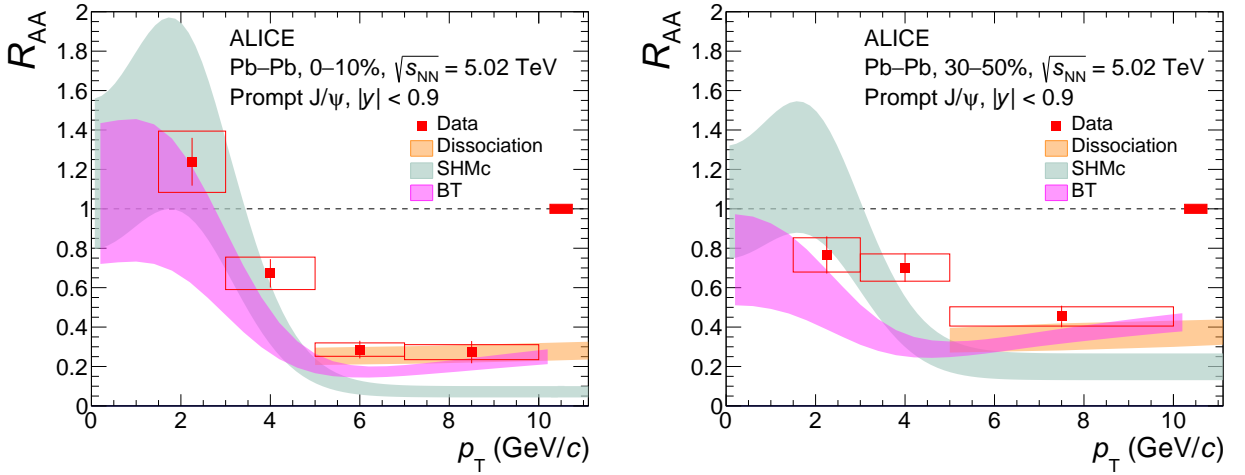 R_AA
2
1.8
1.6
1.4
1.2
1
0.8
0.6
0.4
0.2
0
ALICE
Pb–Pb, 0–10%, √s_NN = 5.02 TeV
Prompt J/ψ, |y| < 0.9
Data
Dissociation
SHMc
BT
0 2 4 6 8 10
p_T (GeV/c)
R_AA
2
1.8
1.6
1.4
1.2
1
0.8
0.6
0.4
0.2
0
ALICE
Pb–Pb, 30–50%, √s_NN = 5.02 TeV
Prompt J/ψ, |y| < 0.9
Data
Dissociation
SHMc
BT
0 2 4 6 8 10
p_T (GeV/c)